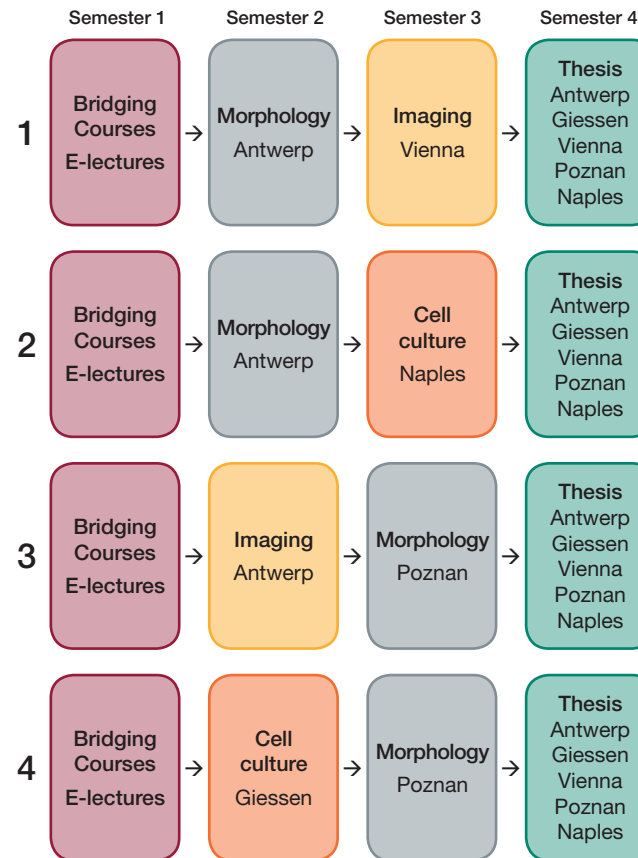 Semester 1 Semester 2 Semester 3 Semester 4
1
Bridging
Courses
E-lectures
→
Morphology
Antwerp
→
Imaging
Vienna
→
Thesis
Antwerp
Giessen
Vienna
Poznan
Naples
2
Bridging
Courses
E-lectures
→
Morphology
Antwerp
→
Cell
culture
Naples
→
Thesis
Antwerp
Giessen
Vienna
Poznan
Naples
3
Bridging
Courses
E-lectures
→
Imaging
Antwerp
→
Morphology
Poznan
→
Thesis
Antwerp
Giessen
Vienna
Poznan
Naples
4
Bridging
Courses
E-lectures
→
Cell
culture
Giessen
→
Morphology
Poznan
→
Thesis
Antwerp
Giessen
Vienna
Poznan
Naples